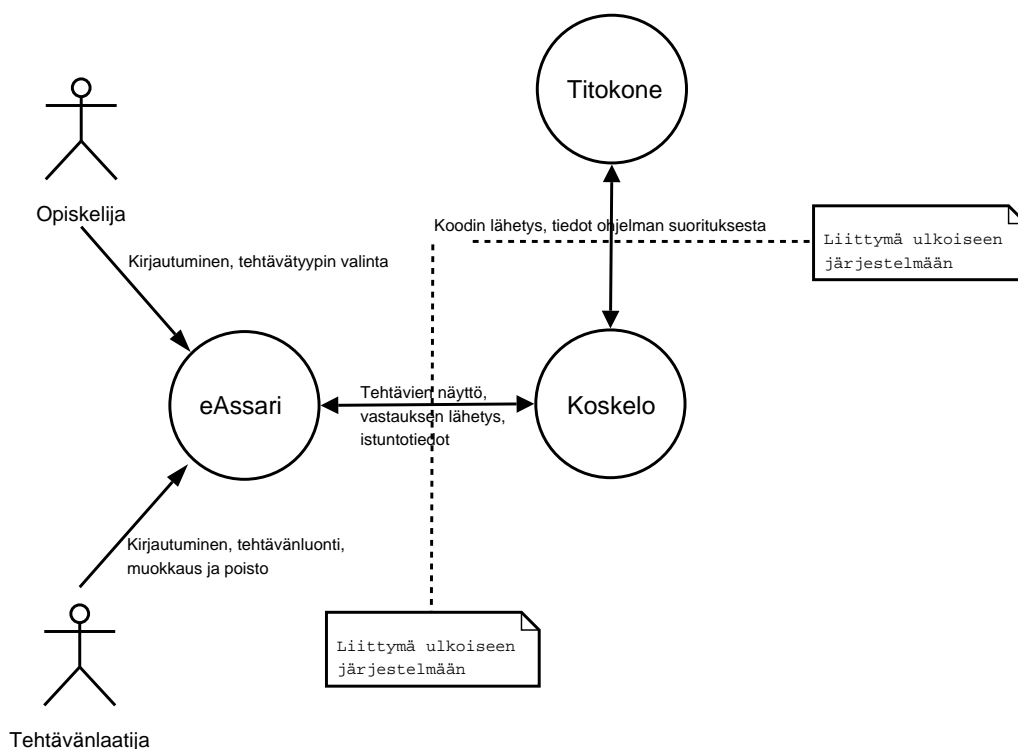 Titokone
Opiskelija
Koodin lähetys, tiedot ohjelman suorituksesta
Liittymä ulkoiseen
järjestelmään
Kirjautuminen, tehtävätyypin valinta
eAssari
Tehtävien näyttö,
vastauksen lähetys,
istuntotiedot
Koskelo
Kirjautuminen, tehtävänluonti,
muokkaus ja poisto
Liittymä ulkoiseen
järjestelmään
Tehtävänlaatija